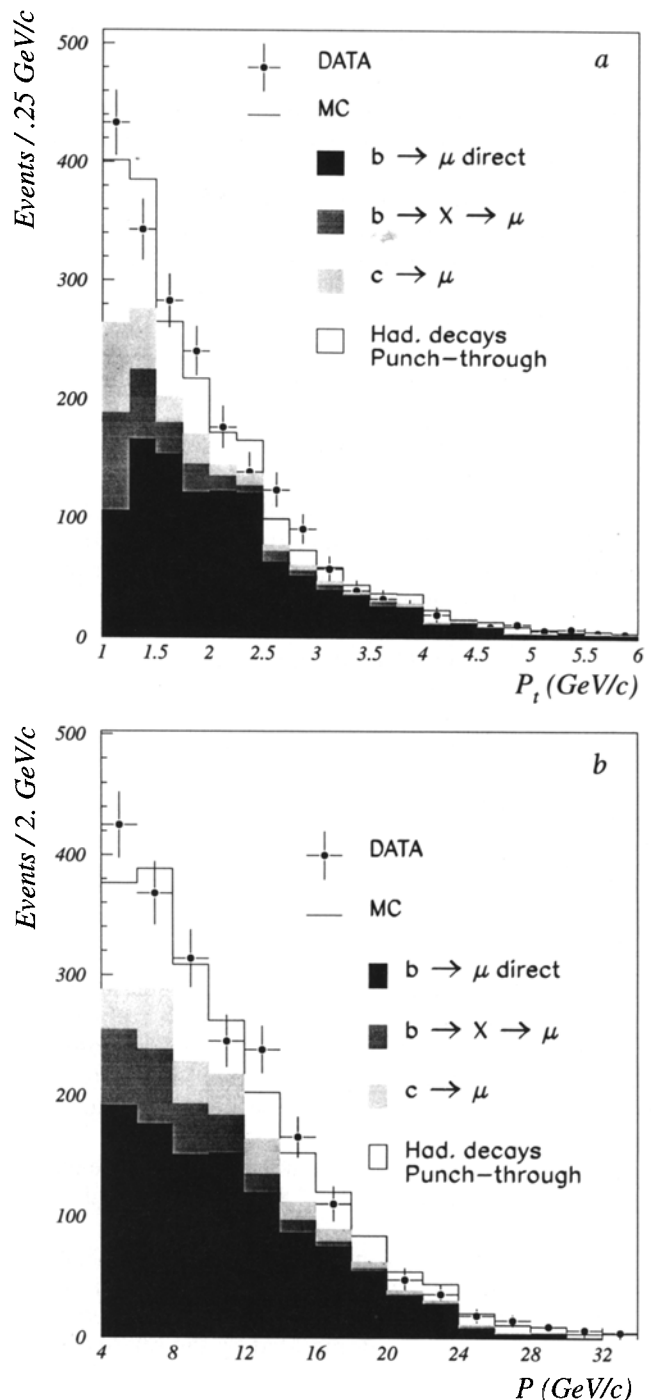 Events / .25 GeV/c
500
400
300
200
100
0
a
DATA
MC
b → μ direct
b → X → μ
c → μ
Had. decays
Punch-through
1 1.5 2 2.5 3 3.5 4 4.5 5 5.5 6
Pt (GeV/c)
Events / 2. GeV/c
500
400
300
200
100
0
b
DATA
MC
b → μ direct
b → X → μ
c → μ
Had. decays
Punch-through
4 8 12 16 20 24 28 32
P (GeV/c)